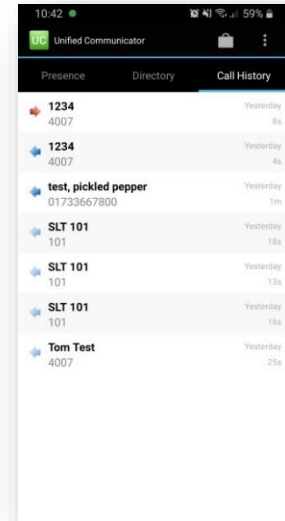 10:42 59%
UC Unified Communicator
Presence Directory Call History
1234 Yesterday
4007 8s
1234 Yesterday
4007 4s
test, pickled pepper Yesterday
01733667800 1m
SLT 101 Yesterday
101 18s
SLT 101 Yesterday
101 13s
SLT 101 Yesterday
101 16s
Tom Test Yesterday
4007 25s